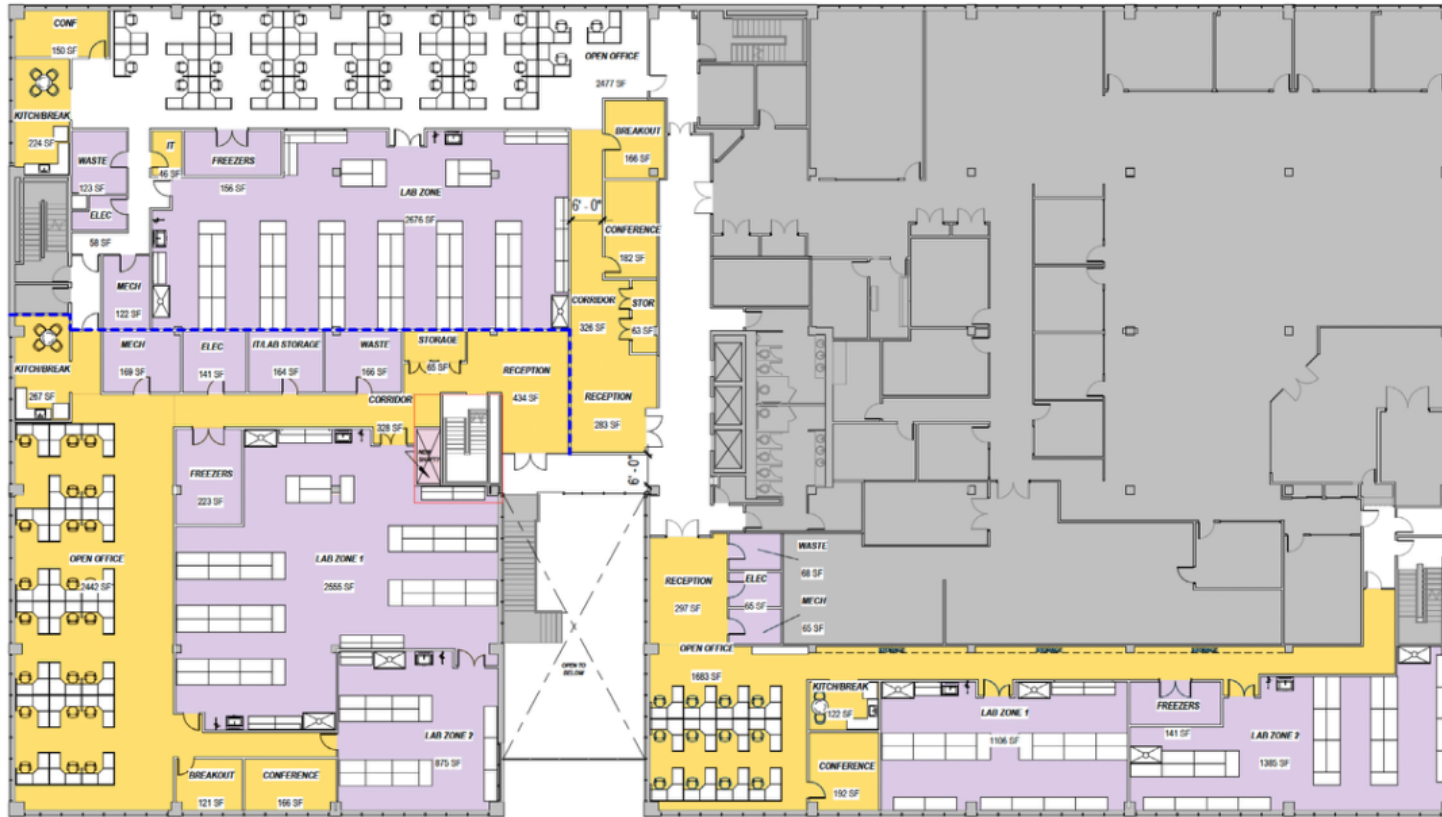 CONF
150 SF
KITCH/BREAK
224 SF
OPEN OFFICE
2477 SF
WASTE
123 SF
IT
46 SF
FREEZERS
156 SF
LAB ZONE
2676 SF
BREAKOUT
166 SF
ELEC
58 SF
6' - 0"
CONFERENCE
182 SF
MECH
122 SF
CORRIDOR
326 SF
STOR
63 SF
KITCH/BREAK
267 SF
MECH
169 SF
ELEC
141 SF
IT/LAB STORAGE
164 SF
WASTE
166 SF
STORAGE
65 SF
RECEPTION
434 SF
RECEPTION
283 SF
CORRIDOR
328 SF
NEW
SHAFT?
6' - 0"
FREEZERS
223 SF
OPEN OFFICE
2442 SF
LAB ZONE 1
2555 SF
LAB ZONE 2
875 SF
BREAKOUT
121 SF
CONFERENCE
166 SF
OPEN TO
BELOW
RECEPTION
297 SF
WASTE
68 SF
ELEC
65 SF
MECH
65 SF
OPEN OFFICE
1683 SF
KITCH/BREAK
122 SF
CONFERENCE
192 SF
LAB ZONE 1
1106 SF
FREEZERS
141 SF
LAB ZONE 2
1385 SF